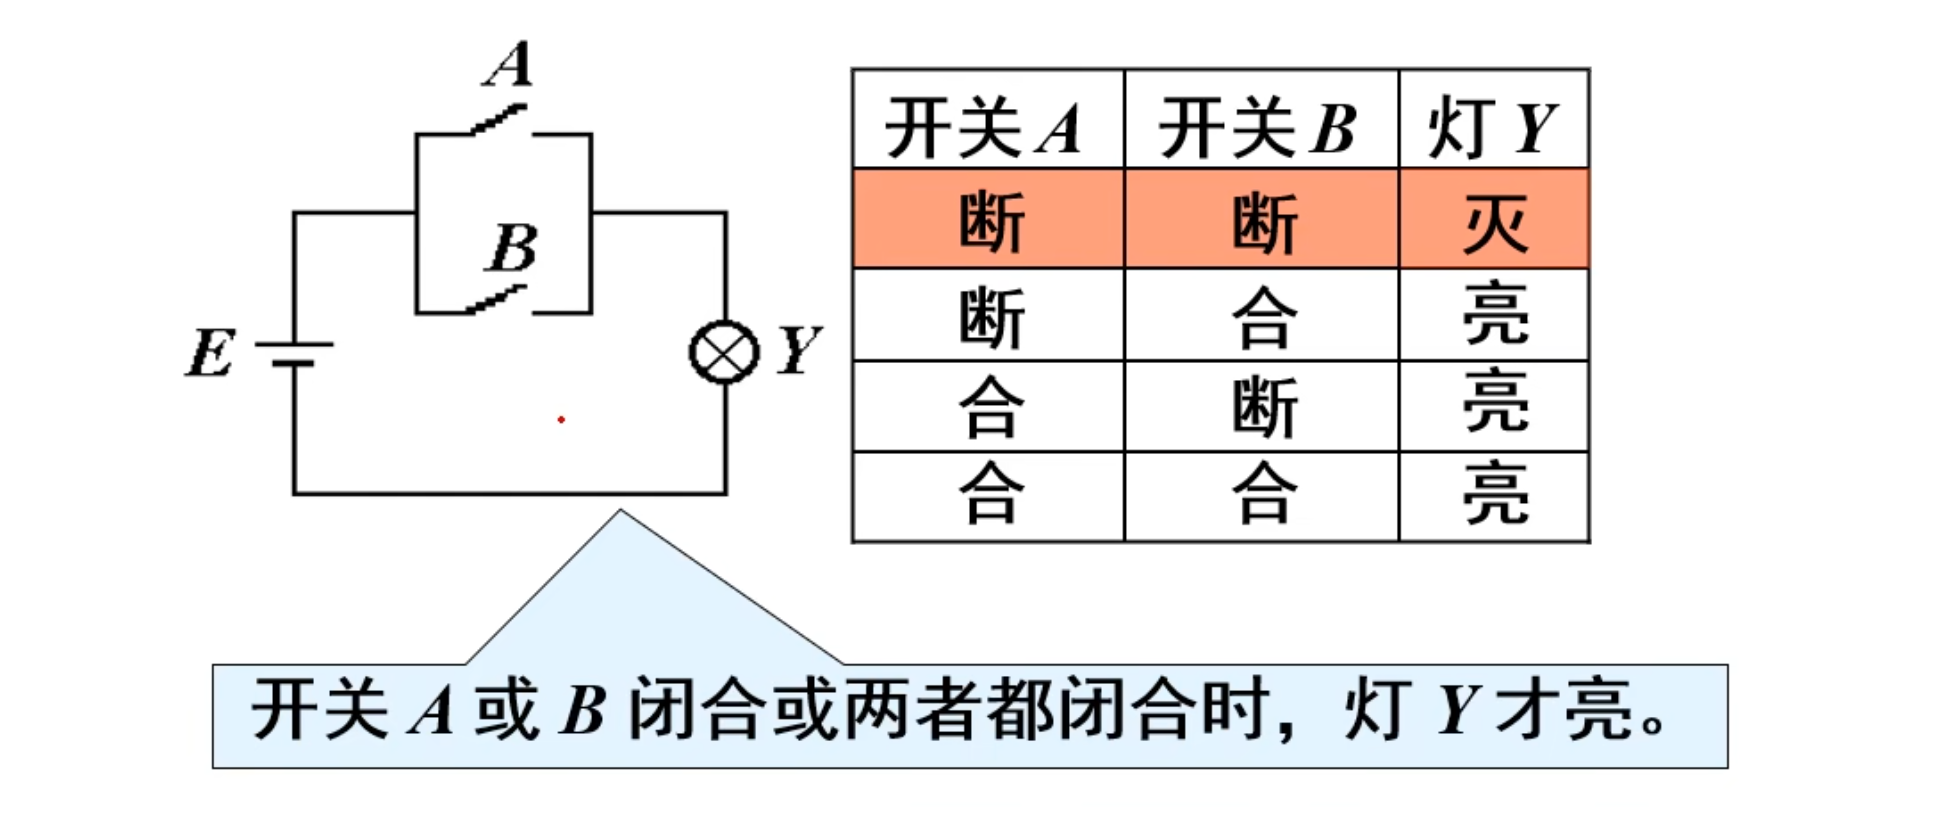 A
B
E
Y
开关 A 开关 B 灯 Y
断 断 灭
断 合 亮
合 断 亮
合 合 亮
开关 A 或 B 闭合或两者都闭合时，灯 Y 才亮。